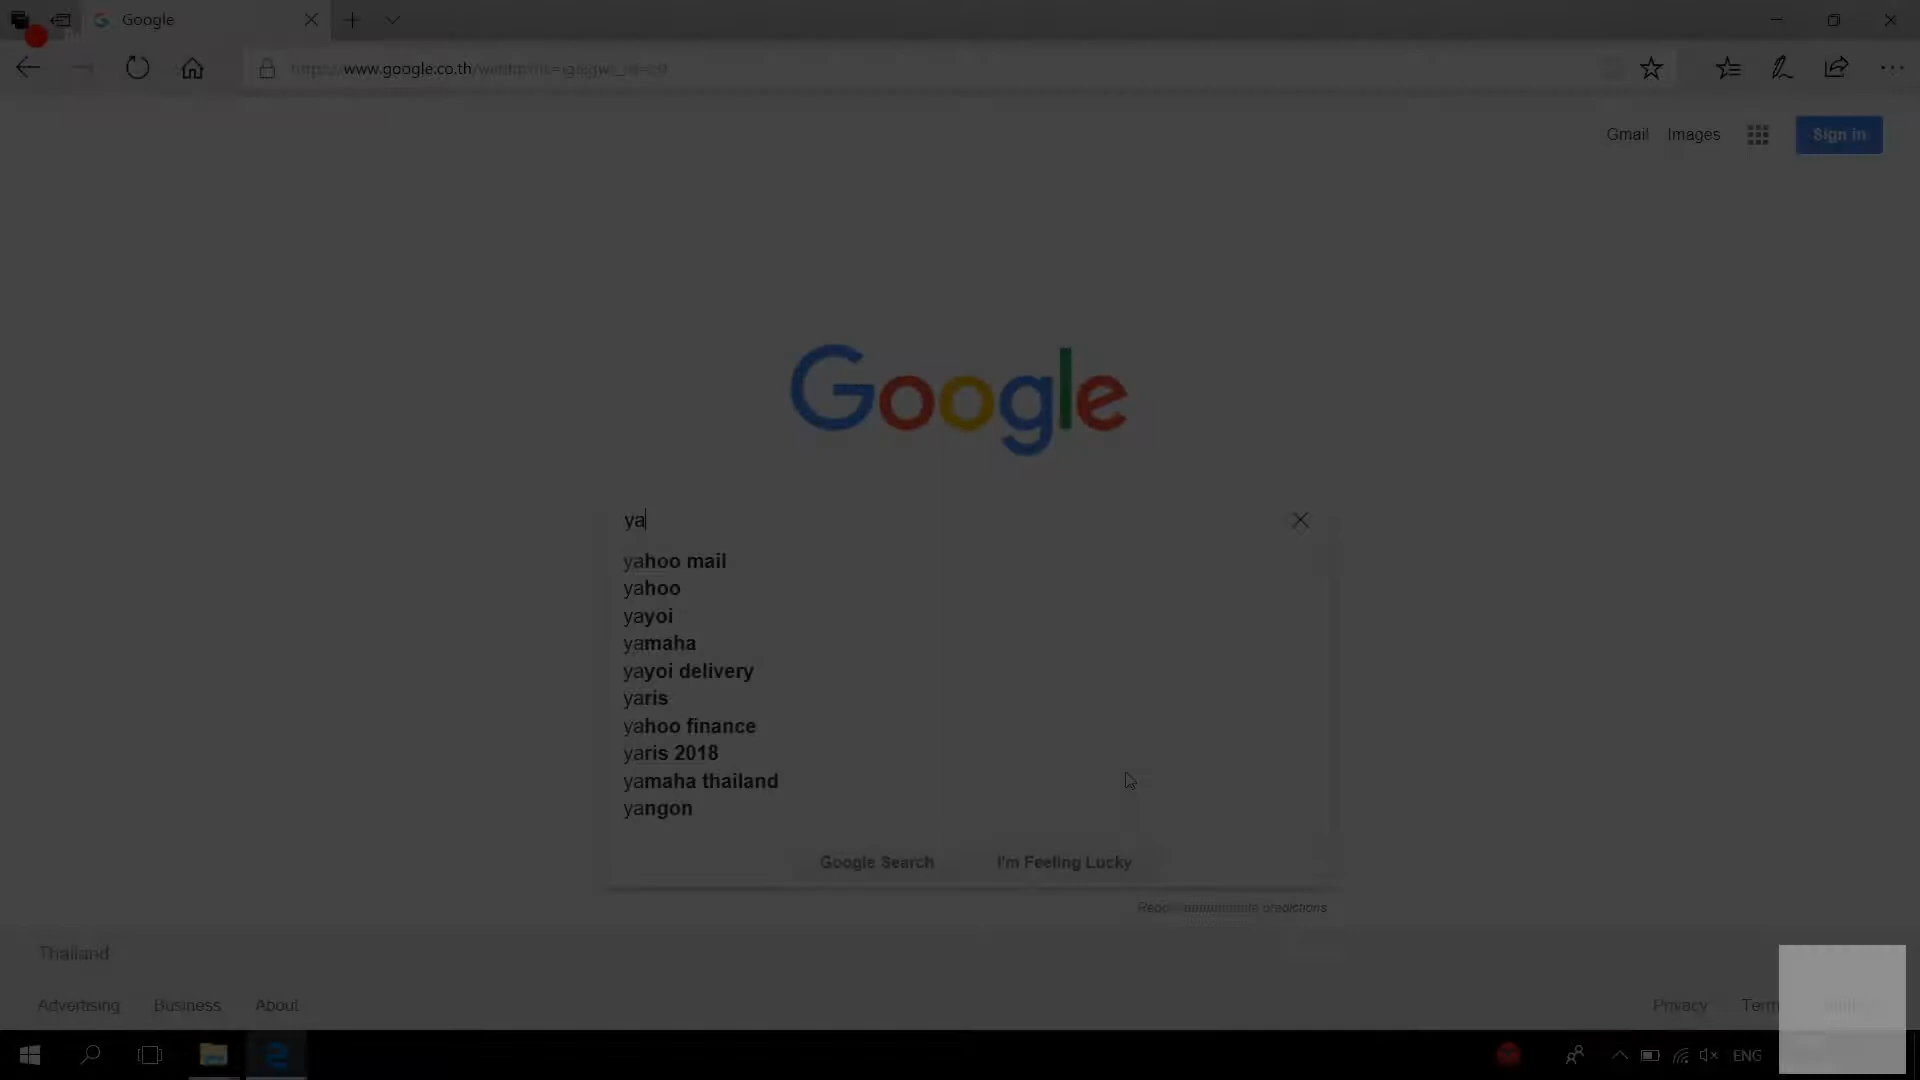 Google
www.google.co.th
Gmail Images Sign in
Google
ya
yahoo mail
yahoo
yayoi
yamaha
yayoi delivery
yaris
yahoo finance
yaris 2018
yamaha thailand
yangon
Google Search I'm Feeling Lucky
predictions
Thailand
Advertising Business About Privacy
ENG